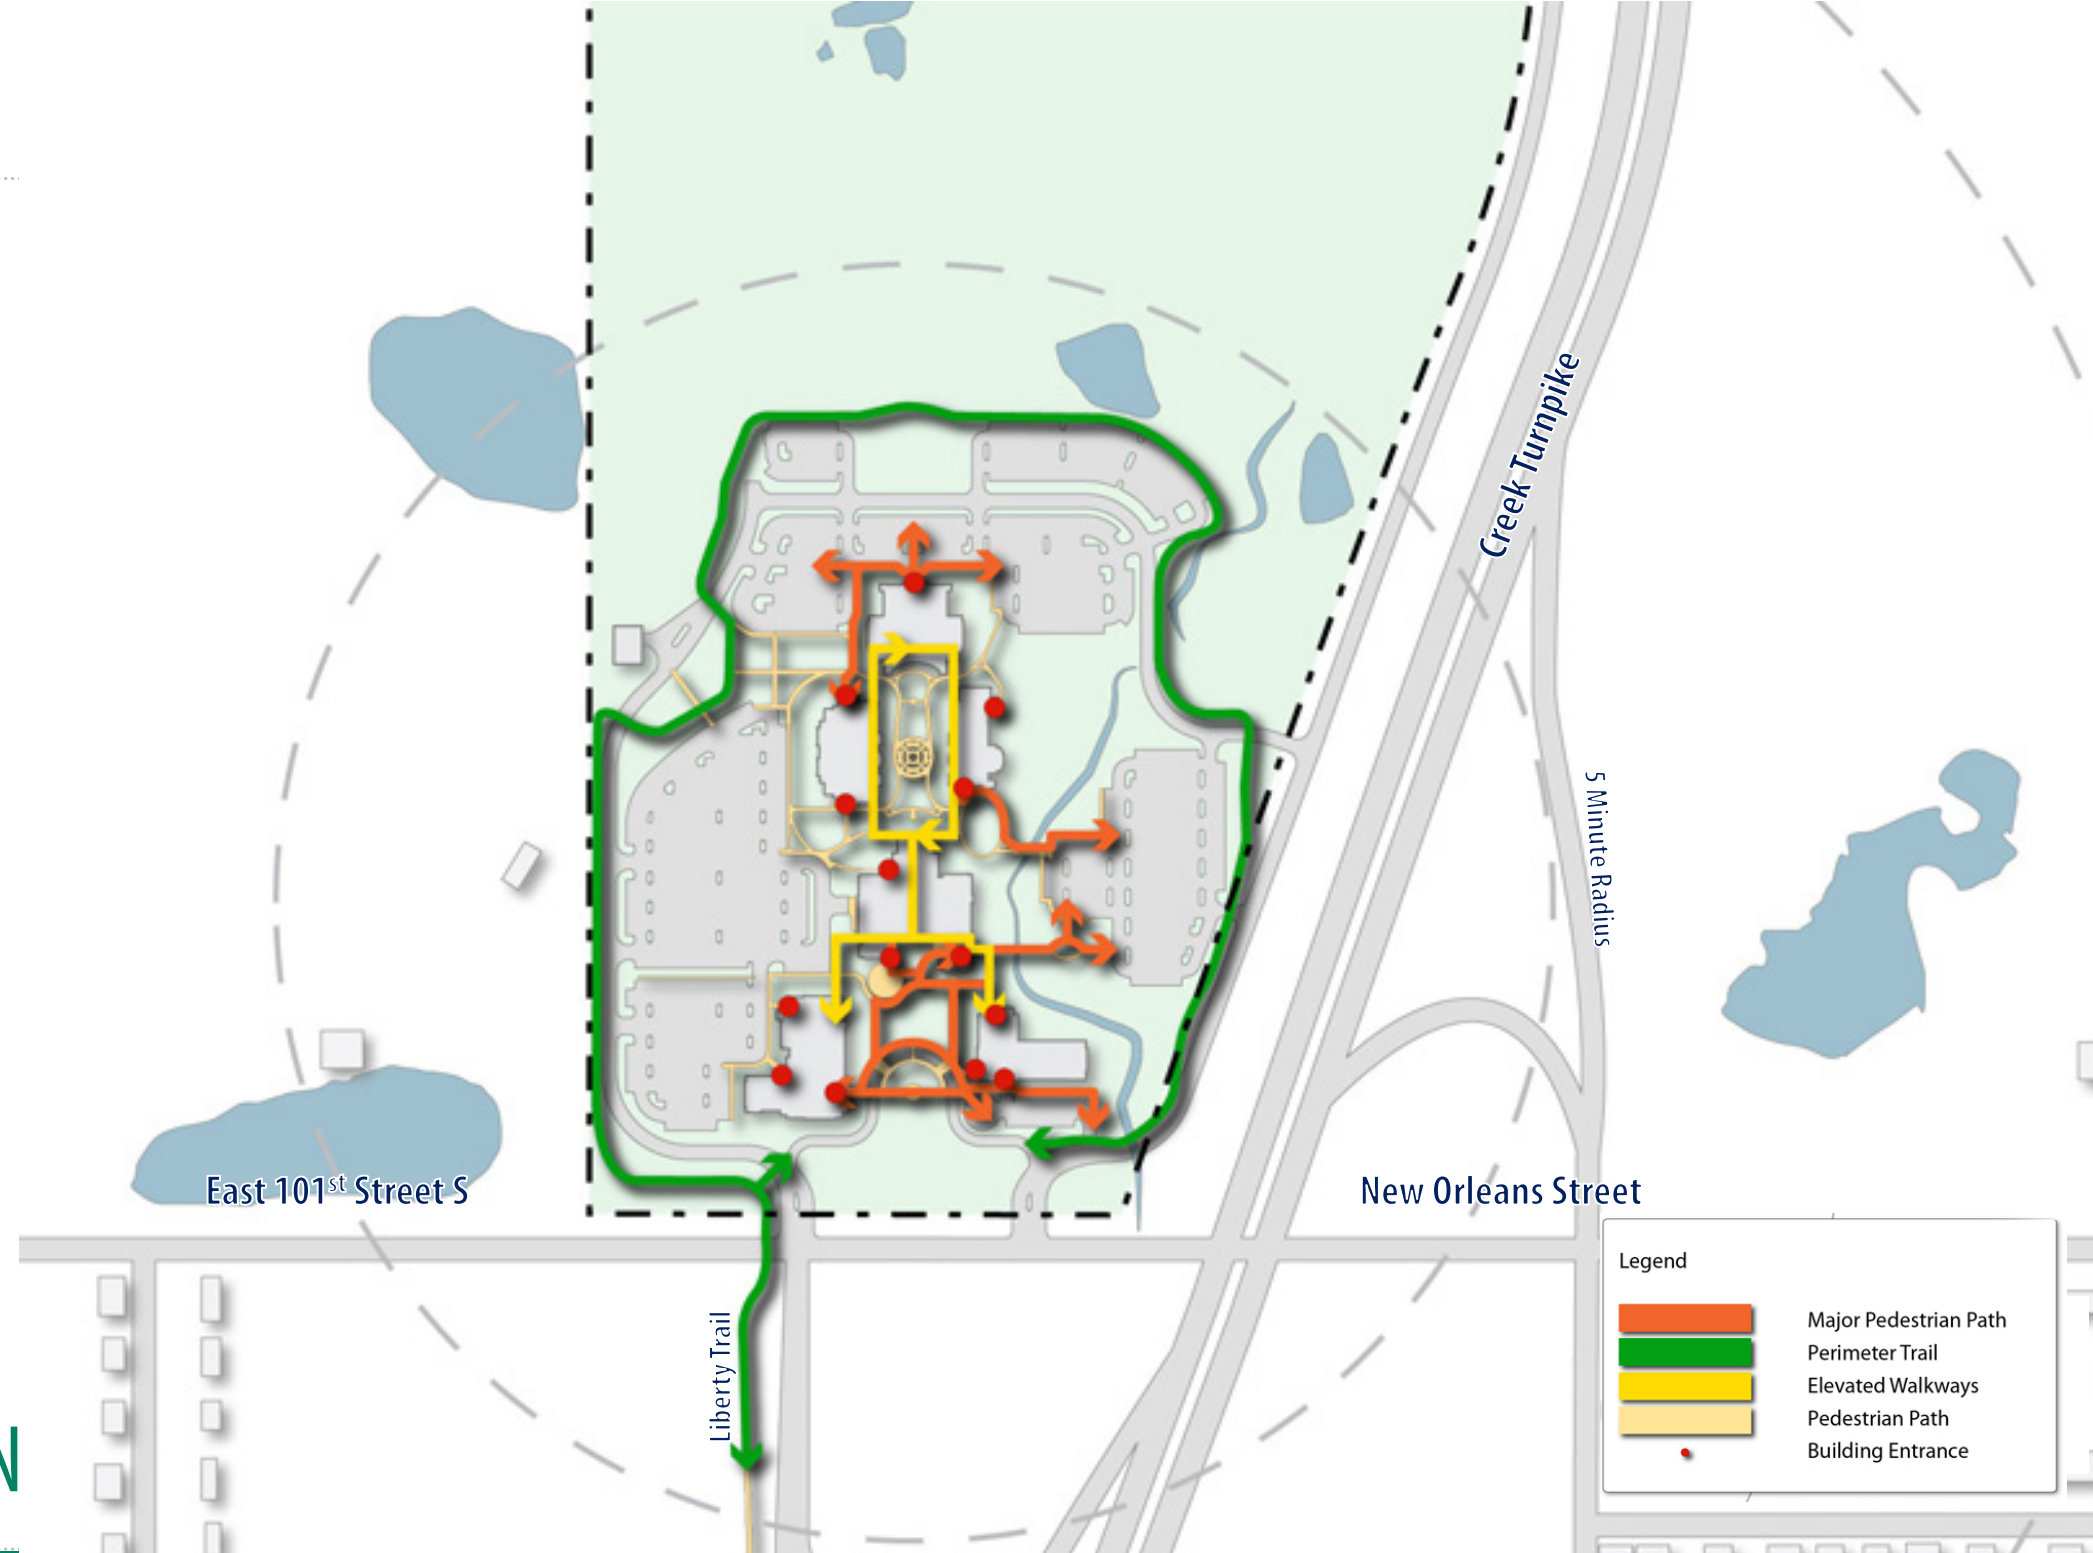 Creek Turnpike
5 Minute Radius
East 101st Street S
New Orleans Street
Liberty Trail
N
Legend
Major Pedestrian Path
Perimeter Trail
Elevated Walkways
Pedestrian Path
Building Entrance